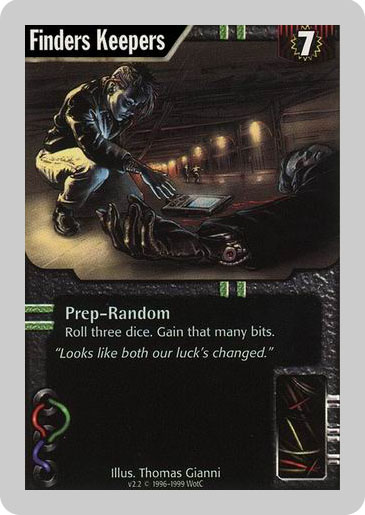 Finders Keepers
7
Prep-Random
Roll three dice. Gain that many bits.
“Looks like both our luck’s changed.”
Illus. Thomas Gianni
v2.2 © 1996-1999 WotC